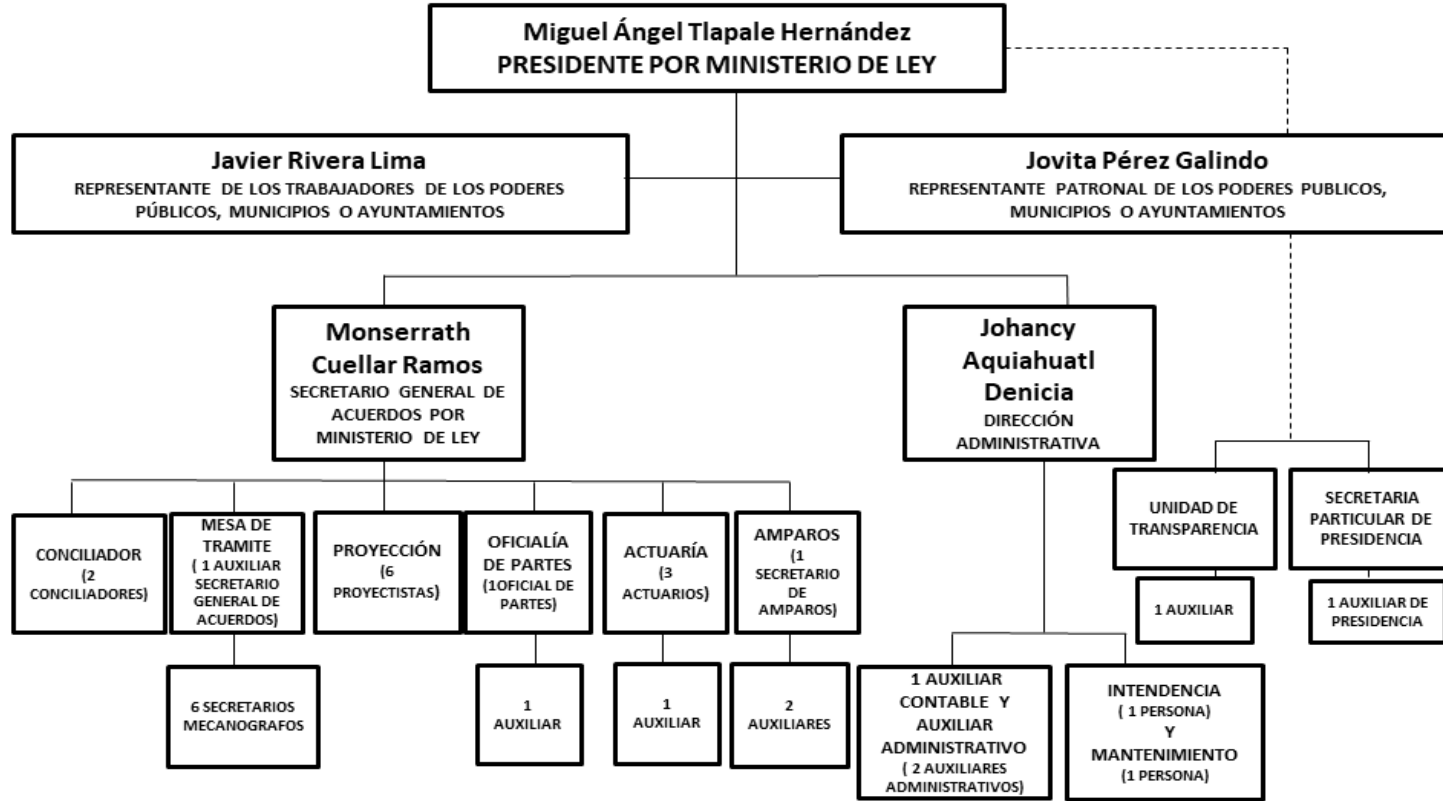 Miguel Ángel Tlapale Hernández
PRESIDENTE POR MINISTERIO DE LEY
Javier Rivera Lima
REPRESENTANTE DE LOS TRABAJADORES DE LOS PODERES
PÚBLICOS, MUNICIPIOS O AYUNTAMIENTOS
Jovita Pérez Galindo
REPRESENTANTE PATRONAL DE LOS PODERES PUBLICOS,
MUNICIPIOS O AYUNTAMIENTOS
Monserrath
Cuellar Ramos
SECRETARIO GENERAL DE
ACUERDOS POR
MINISTERIO DE LEY
Johancy
Aquiahuatl
Denicia
DIRECCIÓN
ADMINISTRATIVA
CONCILIADOR
(2
CONCILIADORES)
MESA DE
TRAMITE
( 1 AUXILIAR
SECRETARIO
GENERAL DE
ACUERDOS)
PROYECCIÓN
(6
PROYECTISTAS)
OFICIALÍA
DE PARTES
(1OFICIAL DE
PARTES)
ACTUARÍA
(3
ACTUARIOS)
AMPAROS
(1
SECRETARIO
DE
AMPAROS)
UNIDAD DE
TRANSPARENCIA
SECRETARIA
PARTICULAR DE
PRESIDENCIA
1 AUXILIAR
1 AUXILIAR DE
PRESIDENCIA
6 SECRETARIOS
MECANOGRAFOS
1
AUXILIAR
1
AUXILIAR
2
AUXILIARES
1 AUXILIAR
CONTABLE Y
AUXILIAR
ADMINISTRATIVO
( 2 AUXILIARES
ADMINISTRATIVOS)
INTENDENCIA
( 1 PERSONA)
Y
MANTENIMIENTO
(1 PERSONA)